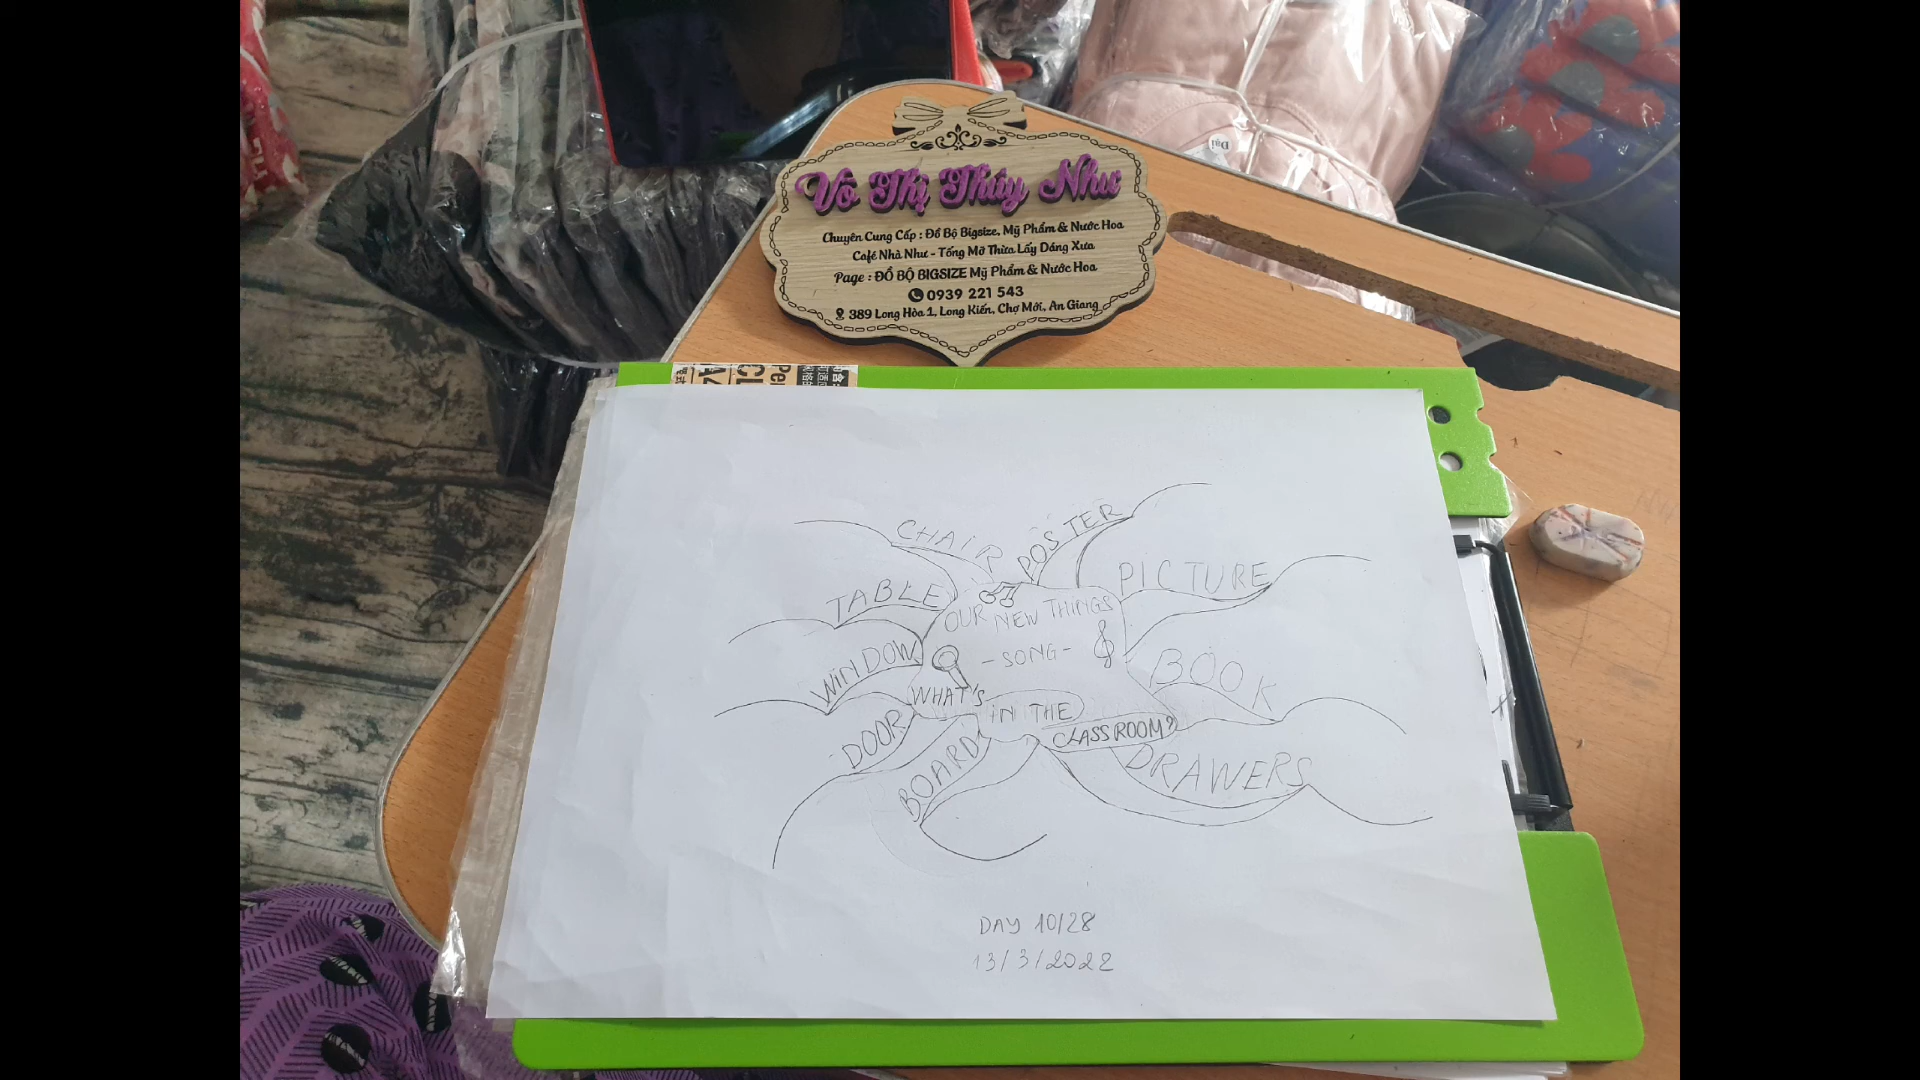 Võ Thị Thúy Như
Chuyên Cung Cấp : Đồ Bộ Bigsize, Mỹ Phẩm & Nước Hoa
Café Nhà Như - Tống Mỡ Thừa Lấy Dáng Xưa
Page : ĐỒ BỘ BIGSIZE Mỹ Phẩm & Nước Hoa
0939 221 543
389 Long Hòa 1, Long Kiến, Chợ Mới, An Giang
Đại
CHAIR
POSTER
TABLE
PICTURE
OUR NEW THINGS
- SONG -
WINDOW
BOOK
WHAT'S
IN THE
CLASSROOM?
DOOR
BOARD
DRAWERS
DAY 10/28
13/3/2022